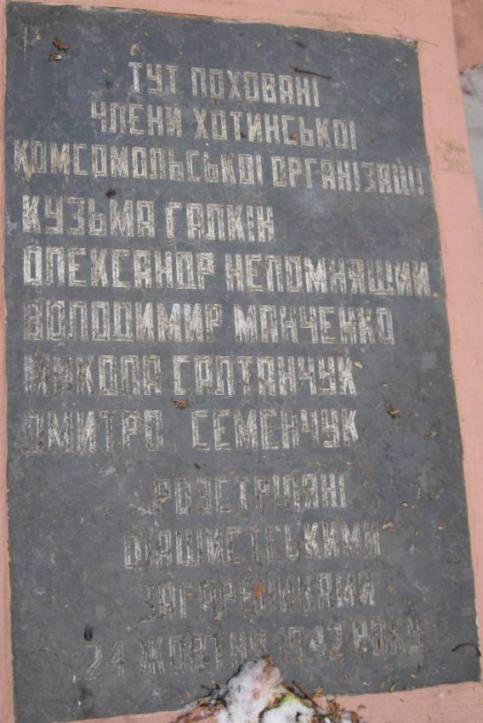 ТУТ ПОХОВАНІ
ЧЛЕНИ ХОТИНСЬКОЇ
КОМСОМОЛЬСЬКОЇ ОРГАНІЗАЦІЇ
КУЗЬМА ГАЛКІН
ОЛЕКСАНДР НЕПОМНЯЩИЙ
ВОЛОДИМИР МАНЧЕНКО
МИКОЛА САЛТАНЧУК
ДМИТРО СЕМЕНЧУК
РОЗСТРІЛЯНІ
ФАШИСТСЬКИМИ
ЗАГАРБНИКАМИ
24 ЖОВТНЯ 1942 РОКУ